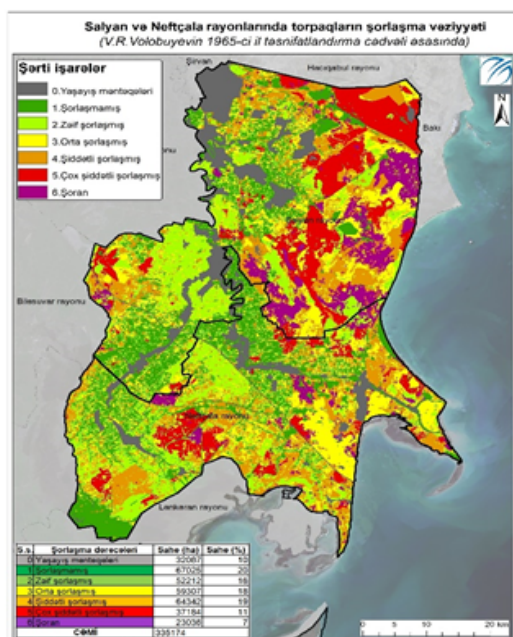 Salyan və Neftçala rayonlarında torpaqların şorlaşma vəziyyəti
(V.R.Volobuyevin 1965-ci il təsnifatlandırma cədvəli əsasında)
Şərti işarələr
0.Yaşayış məntəqələri
1.Şorlaşmamış
2.Zəif şorlaşmış
3.Orta şorlaşmış
4.Şiddətli şorlaşmış
5.Çox şiddətli şorlaşmış
6.Şoran
Şirvan
Hacıqabul rayonu
N
Bakı
Biləsuvar rayonu
Lənkəran rayonu
S.s. Şorlaşma dərəcələri Sahə (ha) Sahə (%)
0 Yaşayış məntəqələri 32067 10
1 Şorlaşmamış 67025 20
2 Zəif şorlaşmış 52212 16
3 Orta şorlaşmış 59307 18
4 Şiddətli şorlaşmış 64342 19
5 Çox şiddətli şorlaşmış 37184 11
6 Şoran 23036 7
CƏMİ 335174
0 5 10 20 km